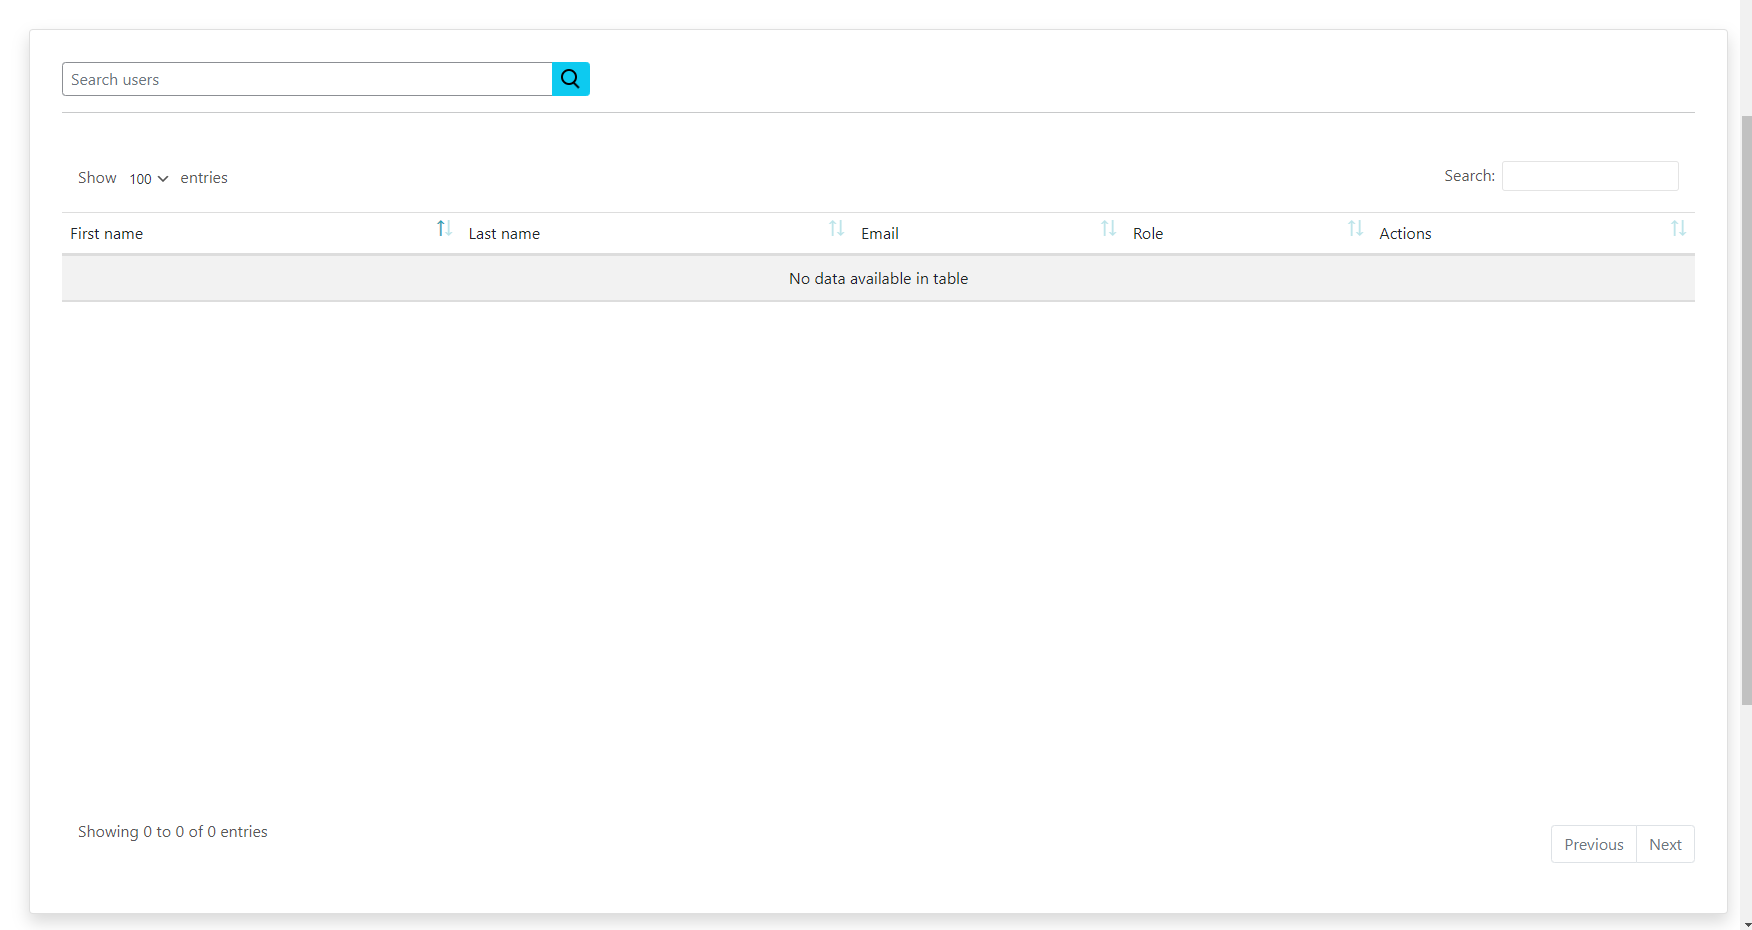 Search users
Show 100 entries
Search:
First name Last name Email Role Actions
No data available in table
Showing 0 to 0 of 0 entries
Previous Next